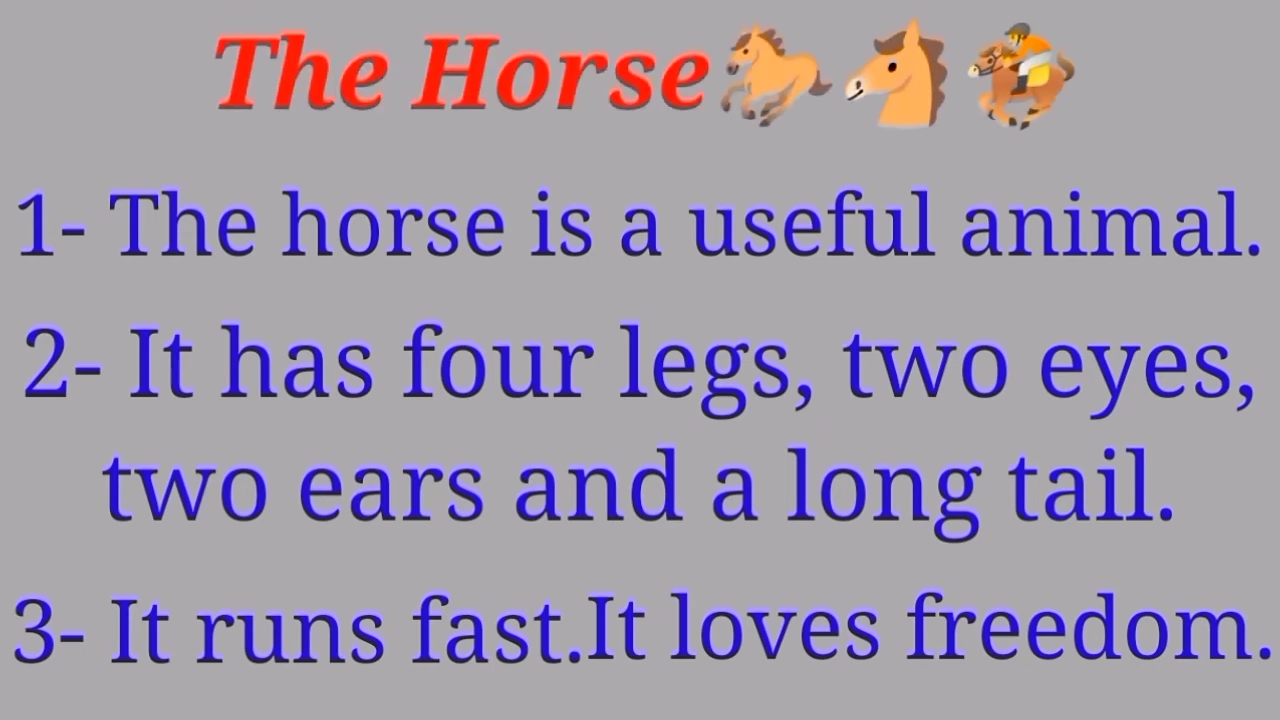 The Horse
1- The horse is a useful animal.
2- It has four legs, two eyes,
two ears and a long tail.
3- It runs fast.It loves freedom.